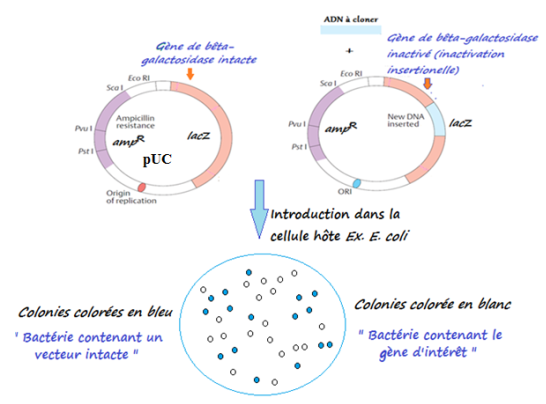 ADN à cloner
+
Gène de bêta-
galactosidase intacte
Gène de bêta-galactosidase
inactivé (inactivation
insertionelle)
Eco RI
Sca I
Pvu I
Pst I
Ampicillin
resistance
ampR
lacZ
pUC
Origin
of replication
Eco RI
Sca I
Pvu I
Pst I
ampR
New DNA
inserted
lacZ
ORI
Introduction dans la
cellule hôte Ex. E. coli
Colonies colorées en bleu
" Bactérie contenant un
vecteur intacte "
Colonies colorée en blanc
" Bactérie contenant le
gène d'intérêt "